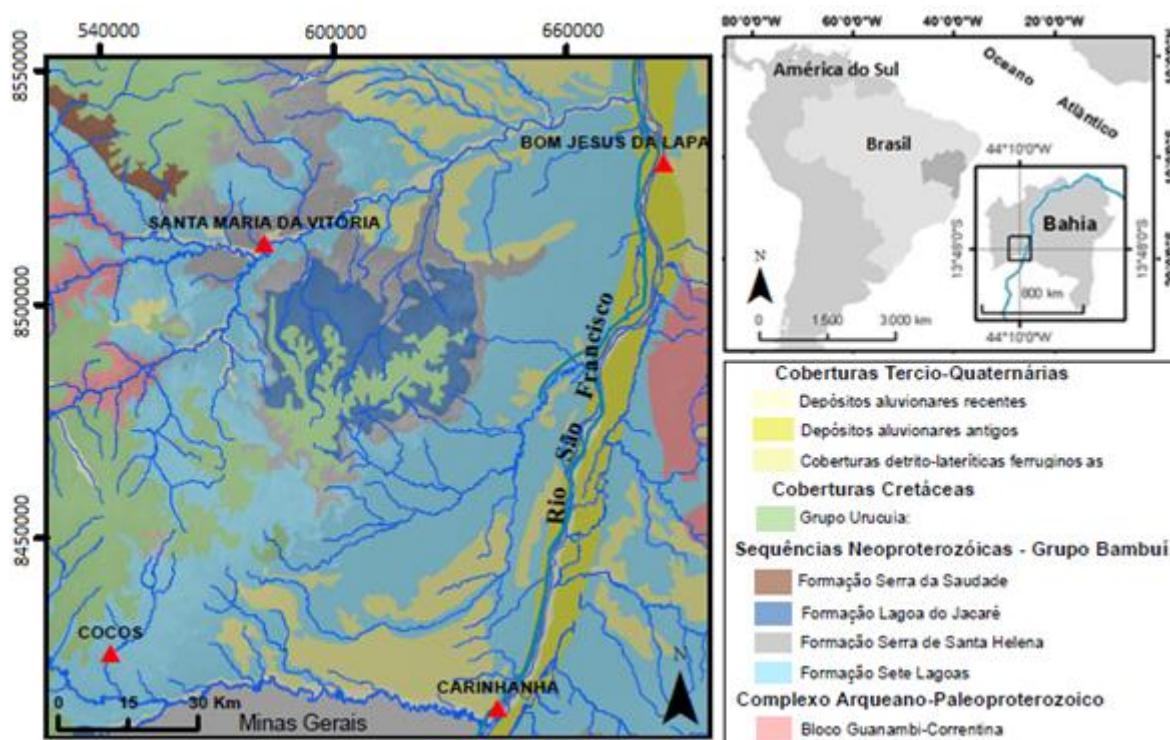 540000
600000
660000
8550000
8500000
8450000
BOM JESUS DA LAPA
SANTA MARIA DA VITÓRIA
Rio São Francisco
COCOS
CARINHANHA
0 15 30 Km
Minas Gerais
N
80°0'0"W 60°0'0"W 40°0'0"W 20°0'0"W
América do Sul
Oceano
Atlântico
Brasil
44°10'0"W
Bahia
13°48'0"S
13°48'0"S
800 km
44°10'0"W
N
0 1.500 3.000 km
Coberturas Tercio-Quaternárias
Depósitos aluvionares recentes
Depósitos aluvionares antigos
Coberturas detrito-lateríticas ferruginos as
Coberturas Cretáceas
Grupo Urucuia:
Sequências Neoproterozóicas - Grupo Bambuí
Formação Serra da Saudade
Formação Lagoa do Jacaré
Formação Serra de Santa Helena
Formação Sete Lagoas
Complexo Arqueano-Paleoproterozoico
Bloco Guanambi-Correntina